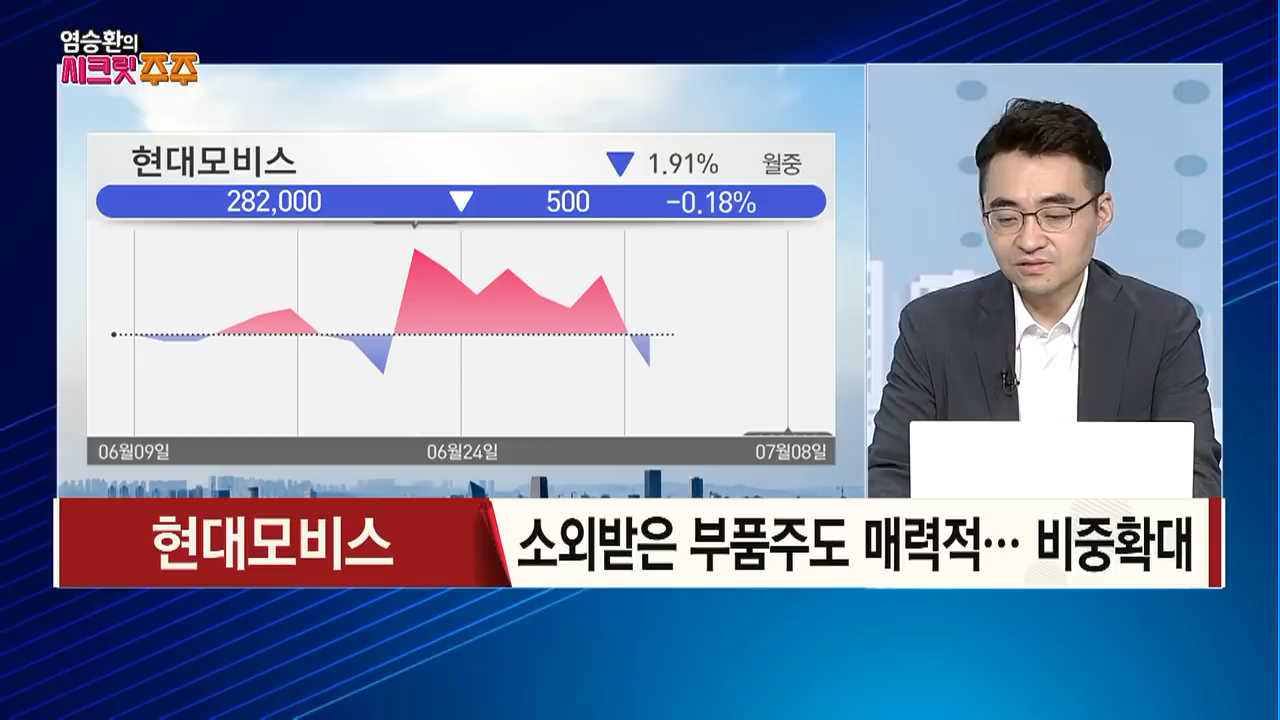 염승환의
시크릿 주주
현대모비스 ▼ 1.91% 월중
282,000 ▼ 500 -0.18%
06월09일 06월24일 07월08일
현대모비스 소외받은 부품주도 매력적… 비중확대